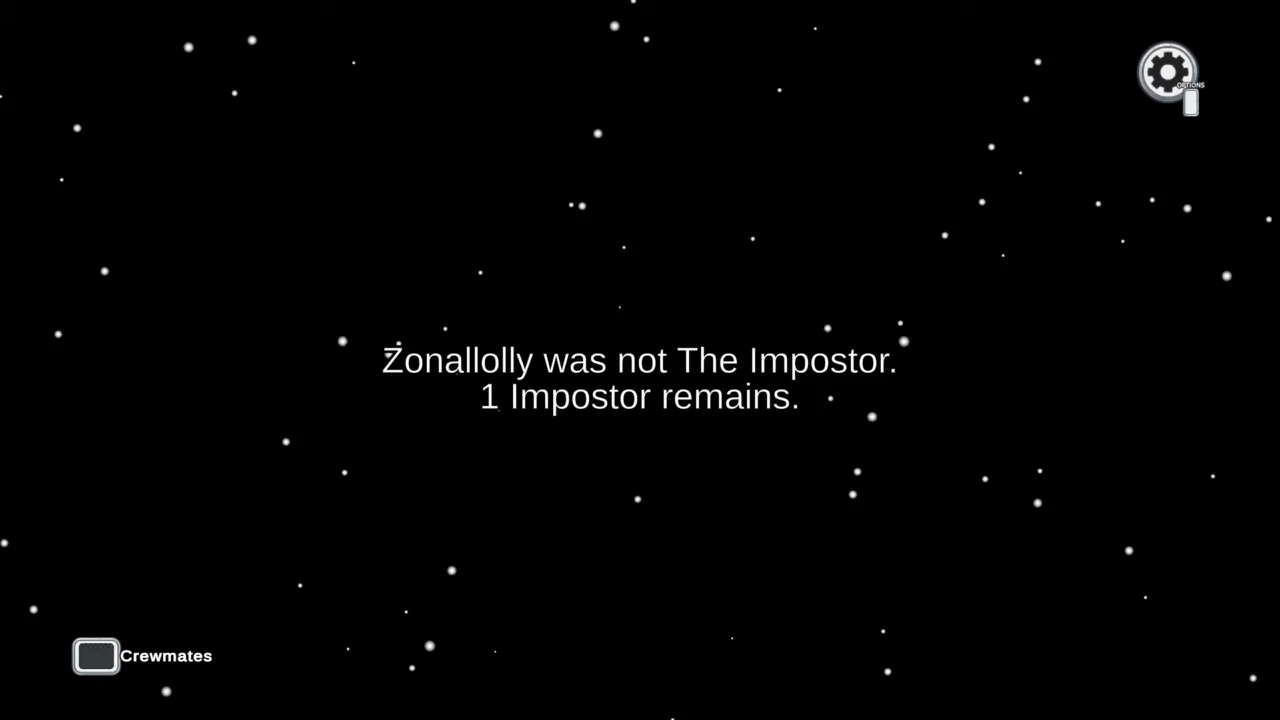 OPTIONS
Zonallolly was not The Impostor.
1 Impostor remains.
Crewmates